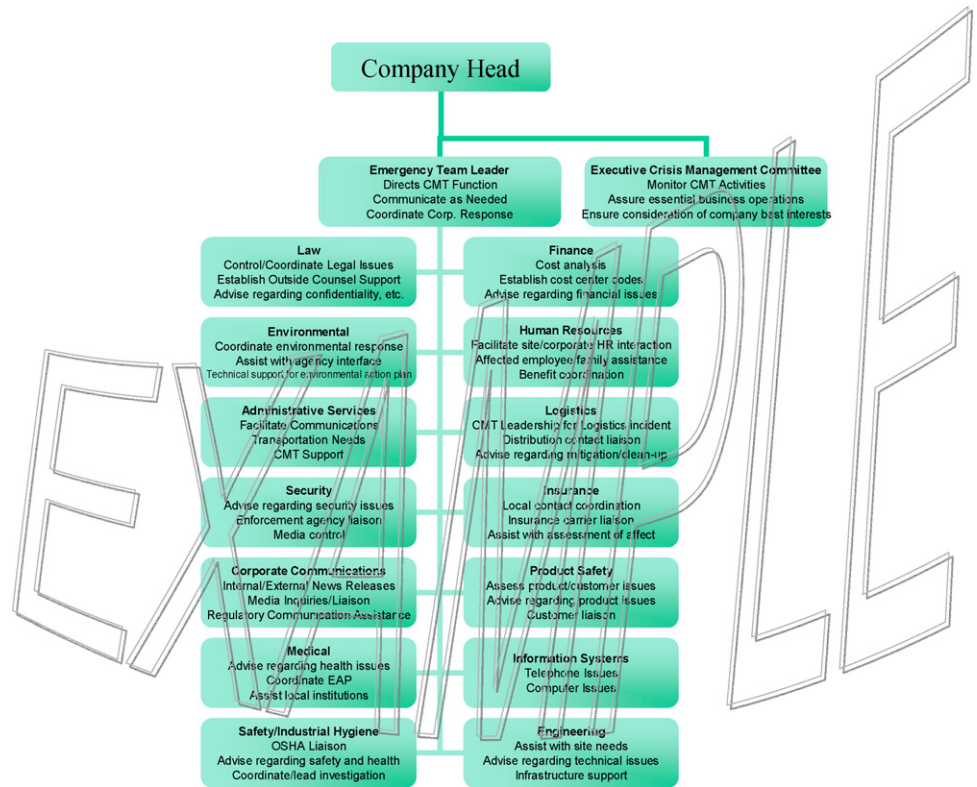 Company Head
Emergency Team Leader
Directs CMT Function
Communicate as Needed
Coordinate Corp. Response
Executive Crisis Management Committee
Monitor CMT Activities
Assure essential business operations
Ensure consideration of company best interests
Law
Control/Coordinate Legal Issues
Establish Outside Counsel Support
Advise regarding confidentiality, etc.
Finance
Cost analysis
Establish cost center codes
Advise regarding financial issues
Environmental
Coordinate environmental response
Assist with agency interface
Technical support for environmental action plan
Human Resources
Facilitate site/corporate HR interaction
Affected employee/family assistance
Benefit coordination
Administrative Services
Facilitate Communications
Transportation Needs
CMT Support
Logistics
CMT Leadership for Logistics incident
Distribution contact liaison
Advise regarding mitigation/clean-up
Security
Advise regarding security issues
Enforcement agency liaison
Media control
Insurance
Local contact coordination
Insurance carrier liaison
Assist with assessment of affect
Corporate Communications
Internal/External News Releases
Media Inquiries/Liaison
Regulatory Communication Assistance
Product Safety
Assess product/customer issues
Advise regarding product issues
Customer liaison
Medical
Advise regarding health issues
Coordinate EAP
Assist local institutions
Information Systems
Telephone Issues
Computer Issues
Safety/Industrial Hygiene
OSHA Liaison
Advise regarding safety and health
Coordinate/lead investigation
Engineering
Assist with site needs
Advise regarding technical issues
Infrastructure support
EXAMPLE